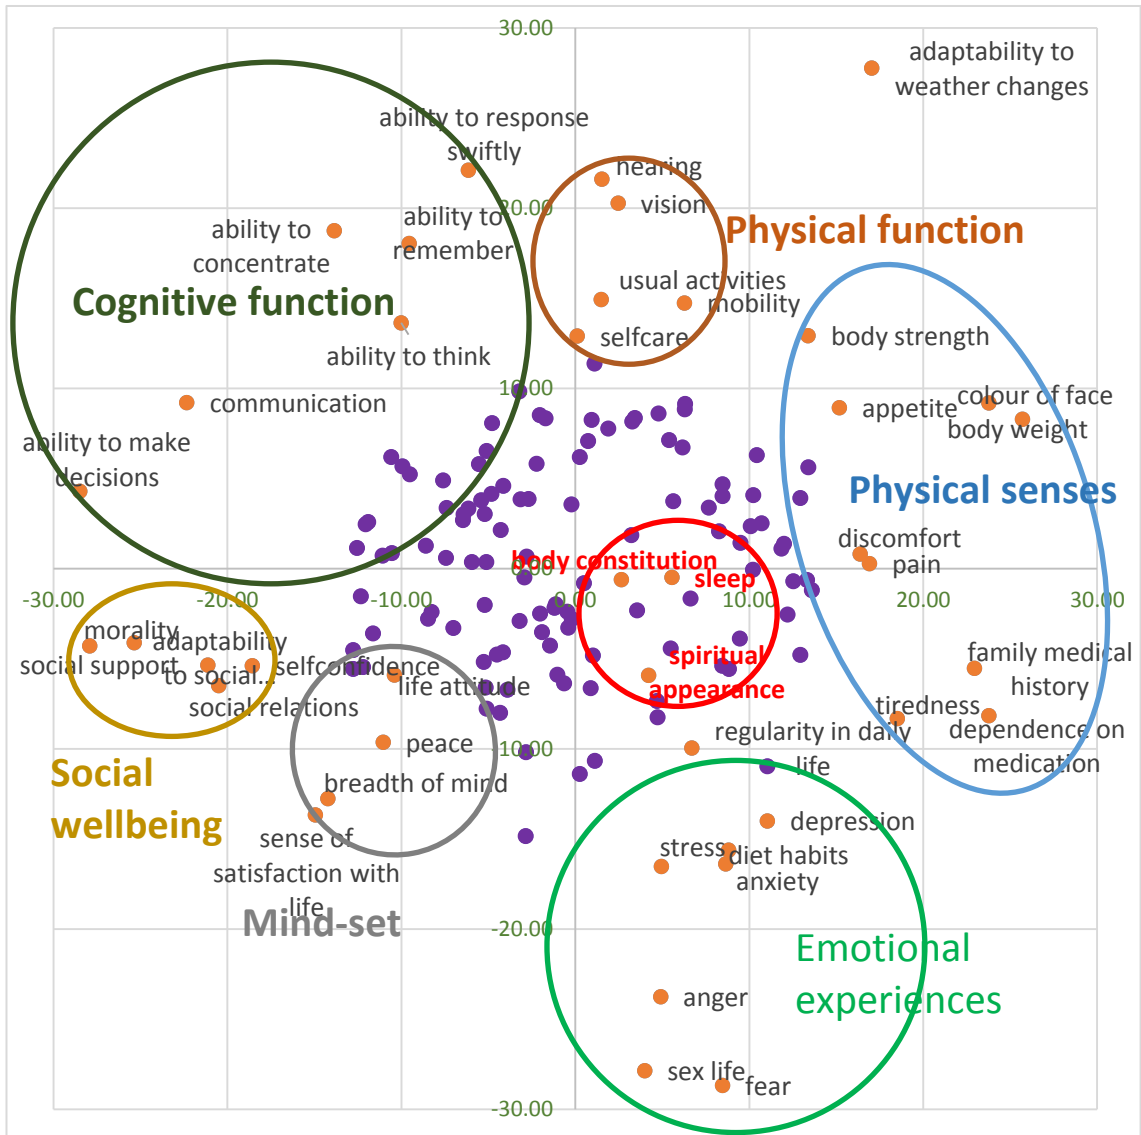 30.00
adaptability to
weather changes
ability to response
swiftly
hearing
20.00
vision
ability to
concentrate
ability to
remember
Physical function
Cognitive function
usual activities
mobility
selfcare
body strength
ability to think
10.00
communication
appetite
colour of face
body weight
ability to make
decisions
Physical senses
discomfort
pain
body constitution
sleep
0.00
-30.00
-20.00
-10.00
0.00
10.00
20.00
30.00
morality
adaptability
to social...
social support
selfconfidence
social relations
life attitude
spiritual
appearance
family medical
history
tiredness
dependence on
medication
regularity in daily
life
-10.00
peace
Social
wellbeing
breadth of mind
sense of
satisfaction with
life
Mind-set
depression
stress
diet habits
anxiety
-20.00
Emotional
experiences
anger
sex life
fear
-30.00